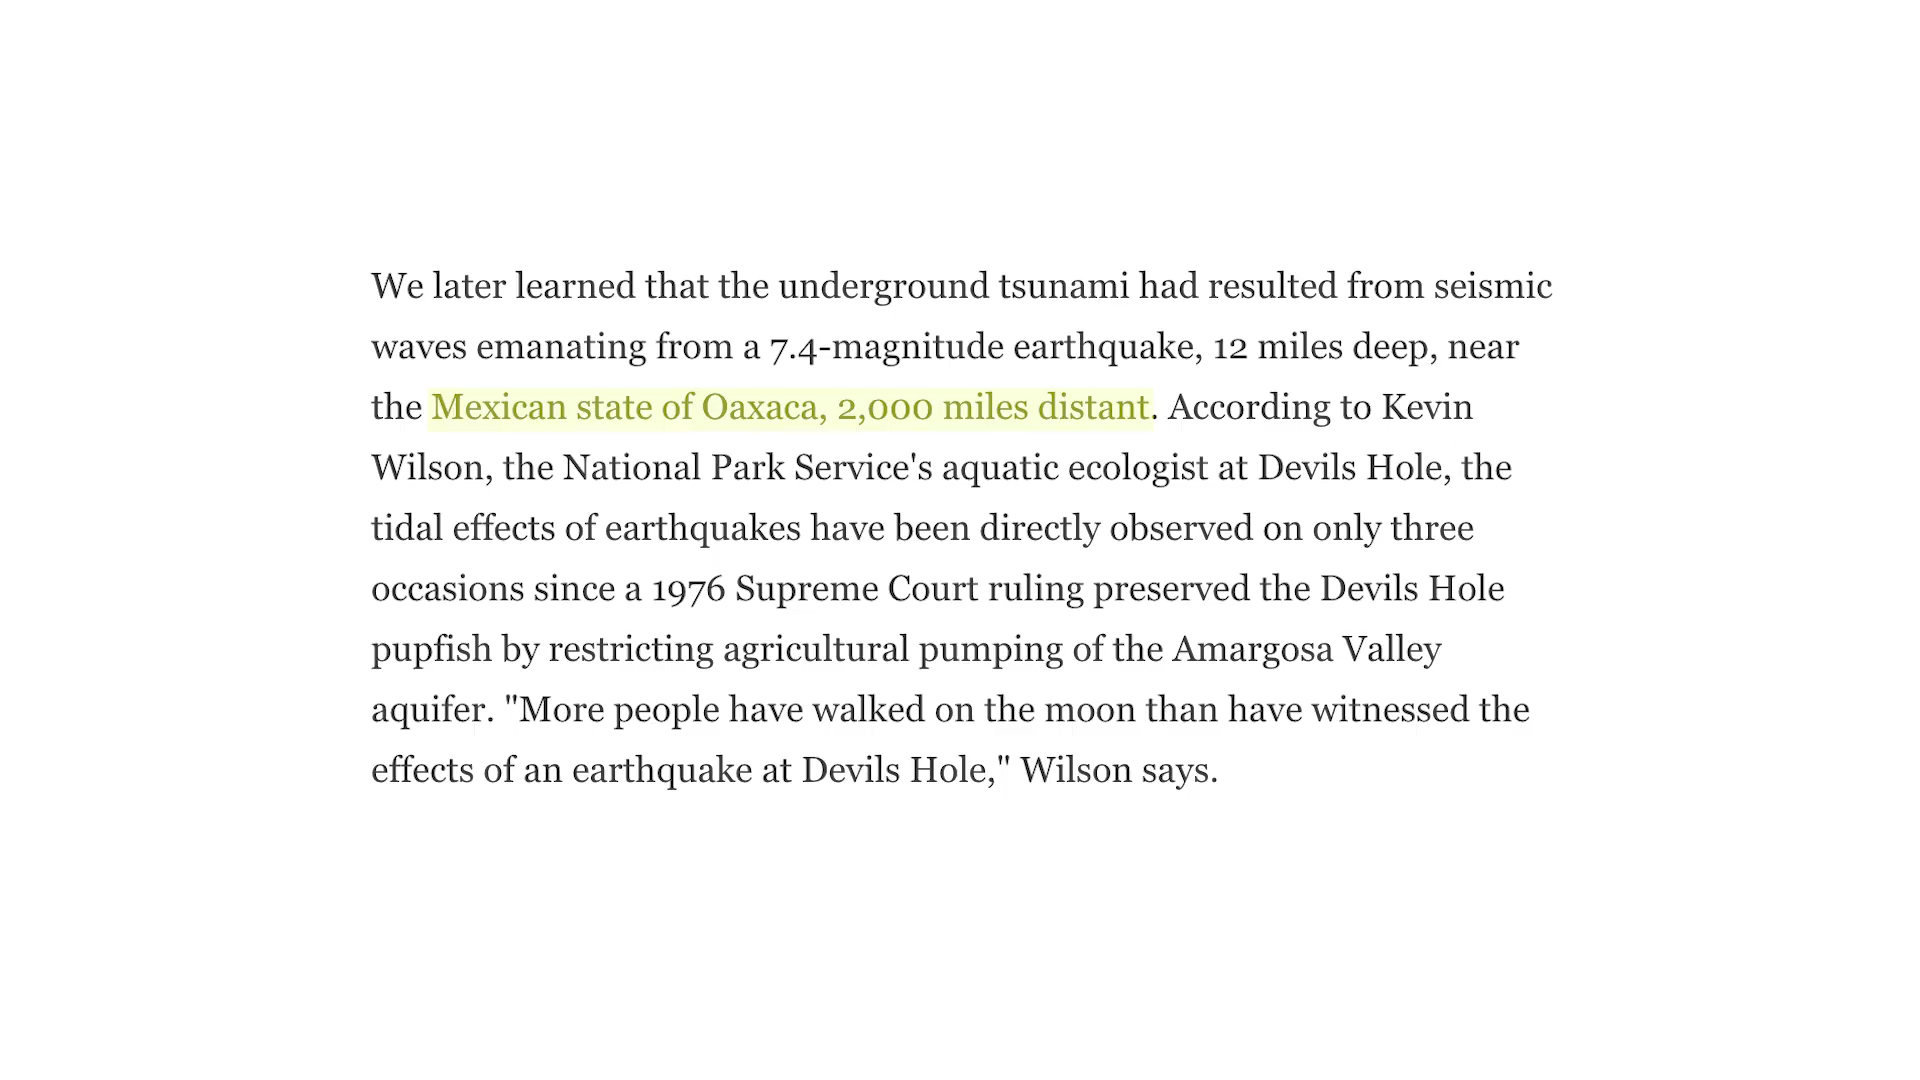 We later learned that the underground tsunami had resulted from seismic
waves emanating from a 7.4-magnitude earthquake, 12 miles deep, near
the Mexican state of Oaxaca, 2,000 miles distant. According to Kevin
Wilson, the National Park Service's aquatic ecologist at Devils Hole, the
tidal effects of earthquakes have been directly observed on only three
occasions since a 1976 Supreme Court ruling preserved the Devils Hole
pupfish by restricting agricultural pumping of the Amargosa Valley
aquifer. "More people have walked on the moon than have witnessed the
effects of an earthquake at Devils Hole," Wilson says.